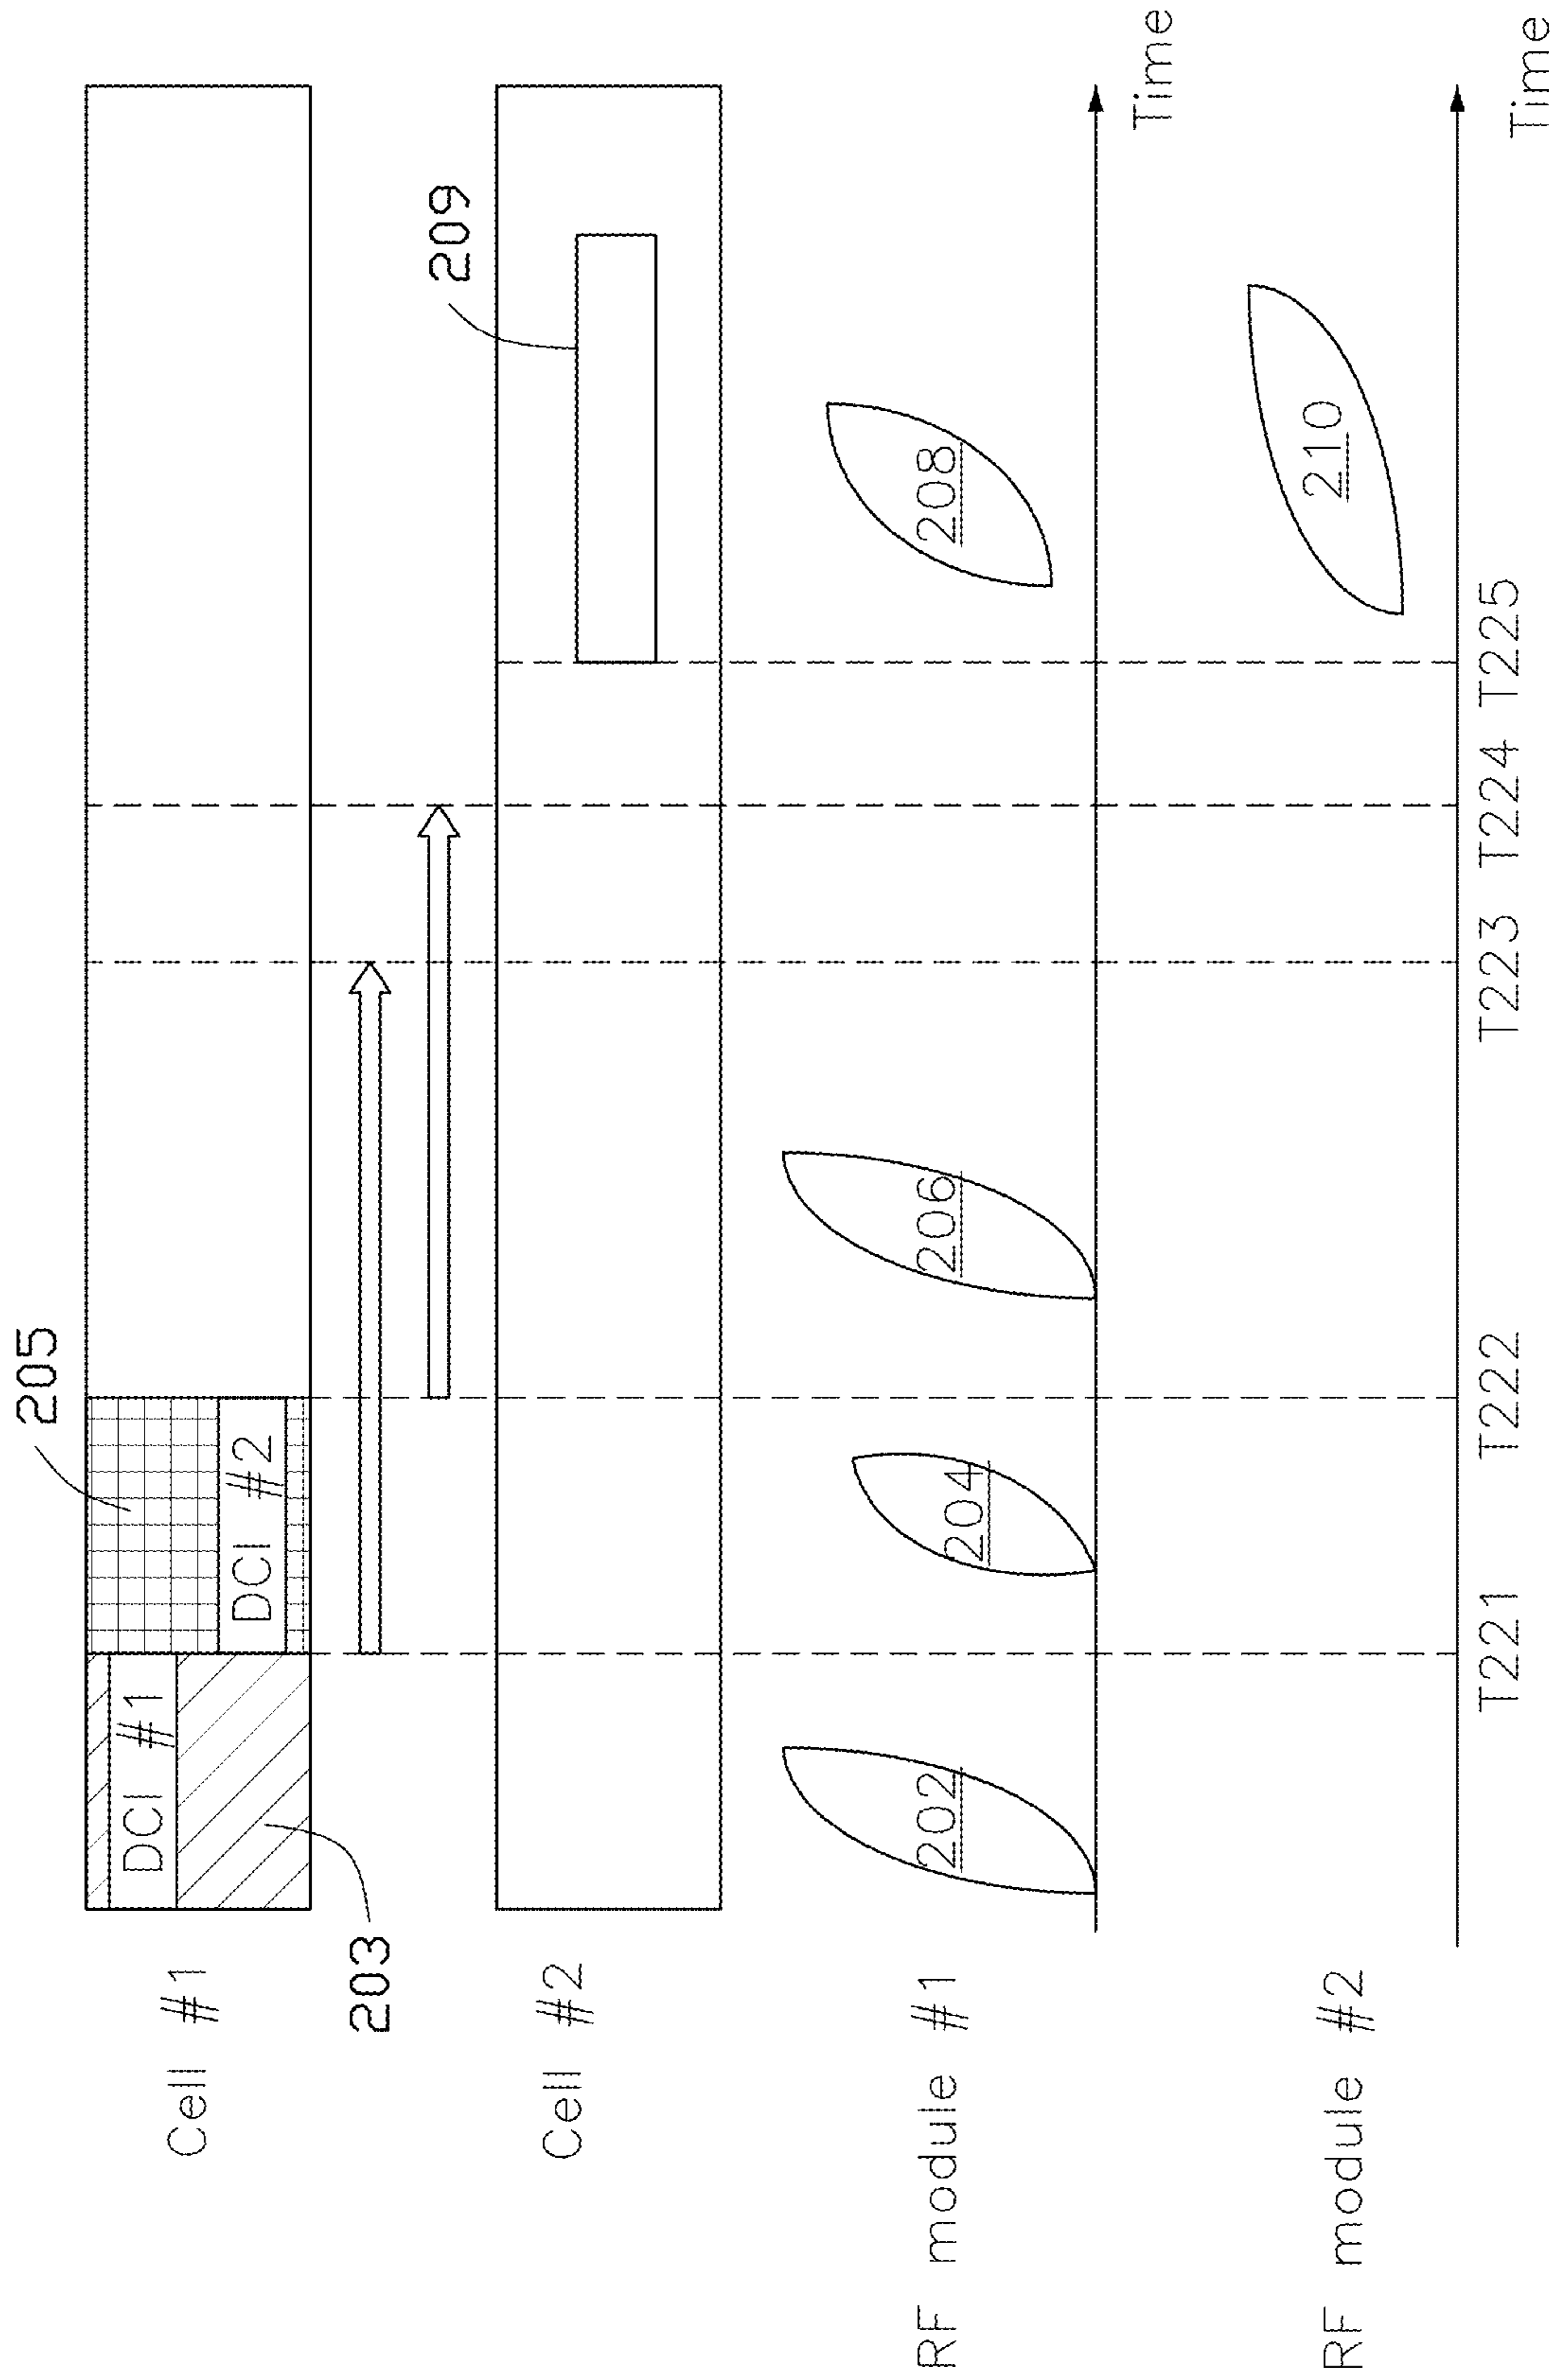 205
Cell #1
DCI #1
DCI #2
203
209
Cell #2
RF module #1
202
204
206
208
Time
RF module #2
210
T221
T222
T223
T224
T225
Time